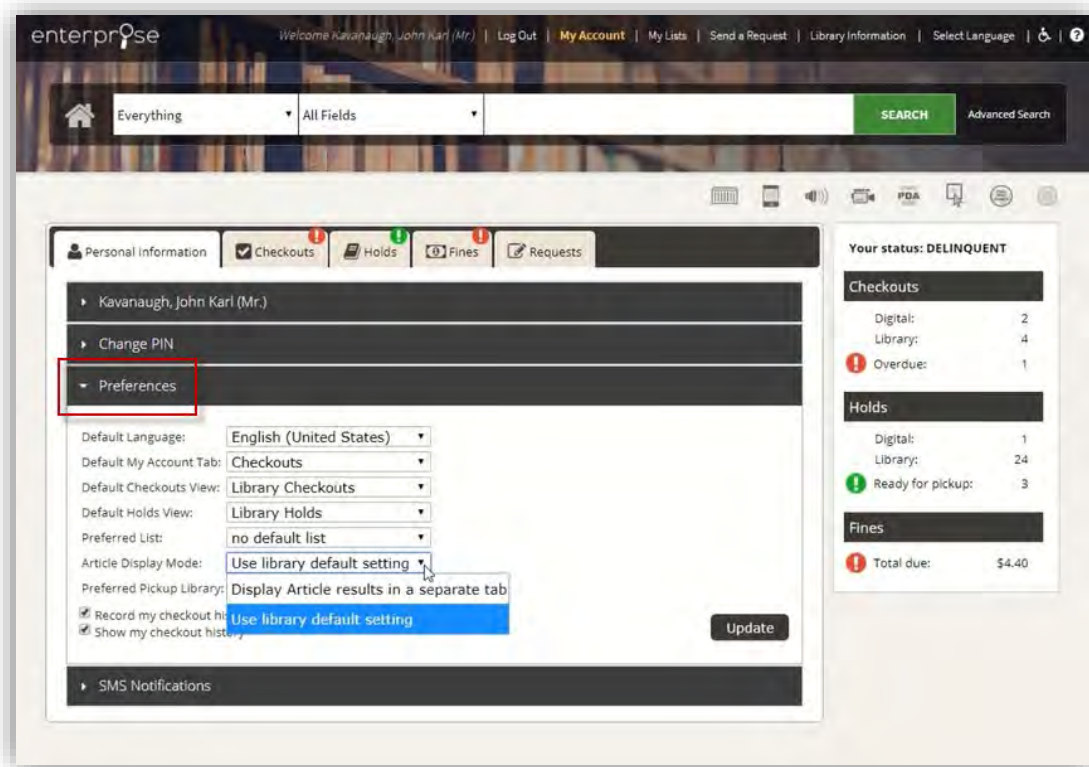 enterprise
Welcome Kavanaugh, John Karl (Mr.) | Log Out | My Account | My Lists | Send a Request | Library Information | Select Language | ?
Everything All Fields SEARCH Advanced Search
PDA
Personal Information Checkouts Holds Fines Requests
Kavanaugh, John Karl (Mr.)
Change PIN
Preferences
Default Language: English (United States)
Default My Account Tab: Checkouts
Default Checkouts View: Library Checkouts
Default Holds View: Library Holds
Preferred List: no default list
Article Display Mode: Use library default setting
Preferred Pickup Library: Display Article results in a separate tab
Record my checkout hi Use library default setting
Show my checkout history
Update
SMS Notifications
Your status: DELINQUENT
Checkouts
Digital: 2
Library: 4
Overdue: 1
Holds
Digital: 1
Library: 24
Ready for pickup: 3
Fines
Total due: $4.40